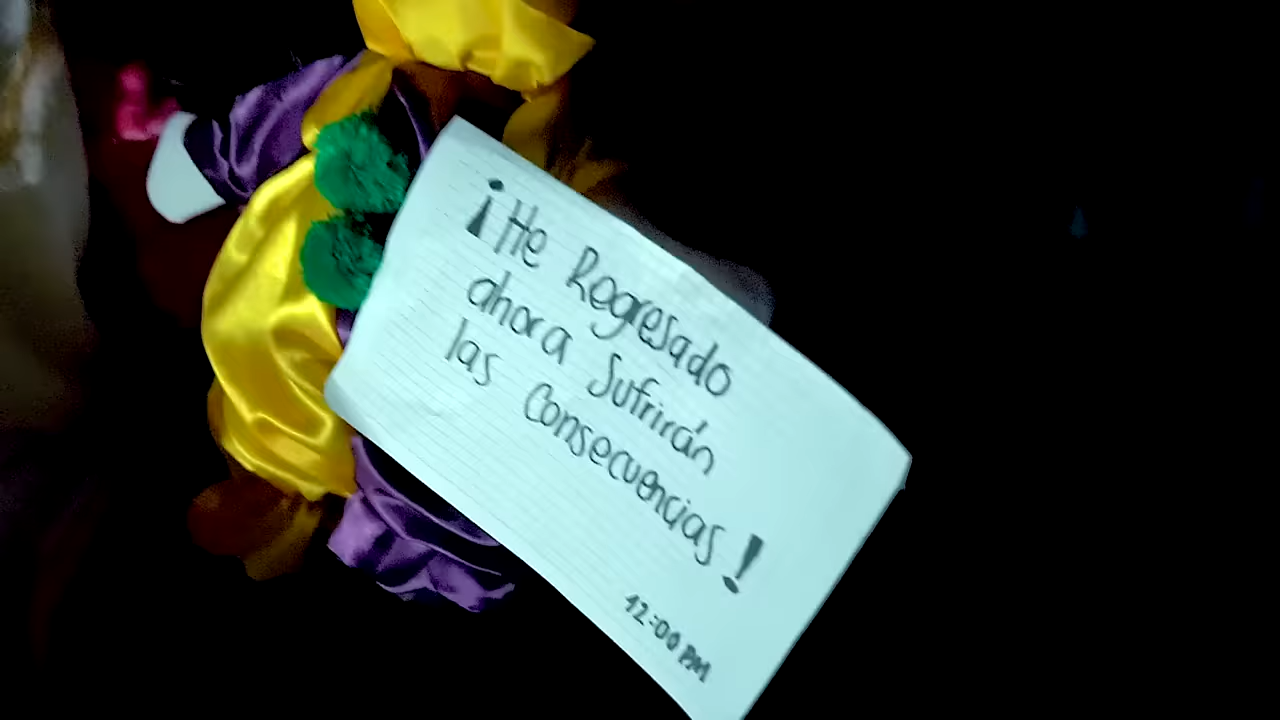 ¡He Regresado
ahora Sufrirán
las Consecuencias!
12:00 PM